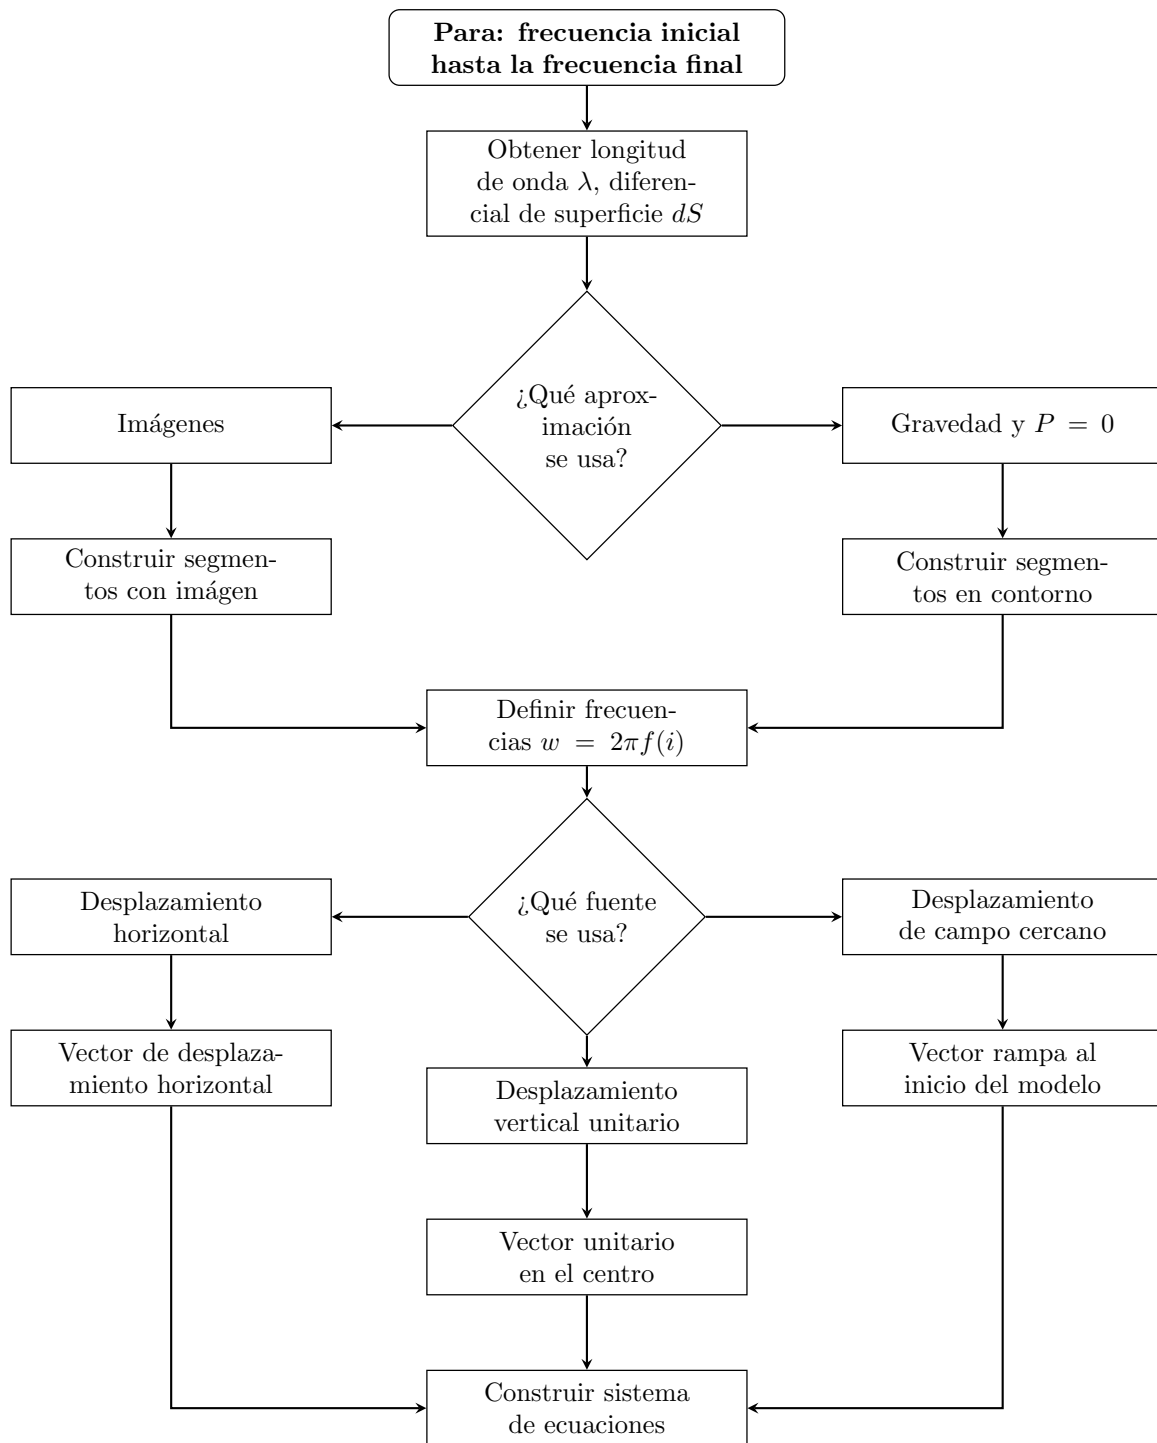 Para: frecuencia inicial
hasta la frecuencia final
Obtener longitud
de onda λ, diferen-
cial de superficie dS
¿Qué aprox-
imación
se usa?
Imágenes
Gravedad y P = 0
Construir segmen-
tos con imágen
Construir segmen-
tos en contorno
Definir frecuen-
cias w = 2πf(i)
¿Qué fuente
se usa?
Desplazamiento
horizontal
Desplazamiento
de campo cercano
Vector de desplaza-
miento horizontal
Vector rampa al
inicio del modelo
Desplazamiento
vertical unitario
Vector unitario
en el centro
Construir sistema
de ecuaciones